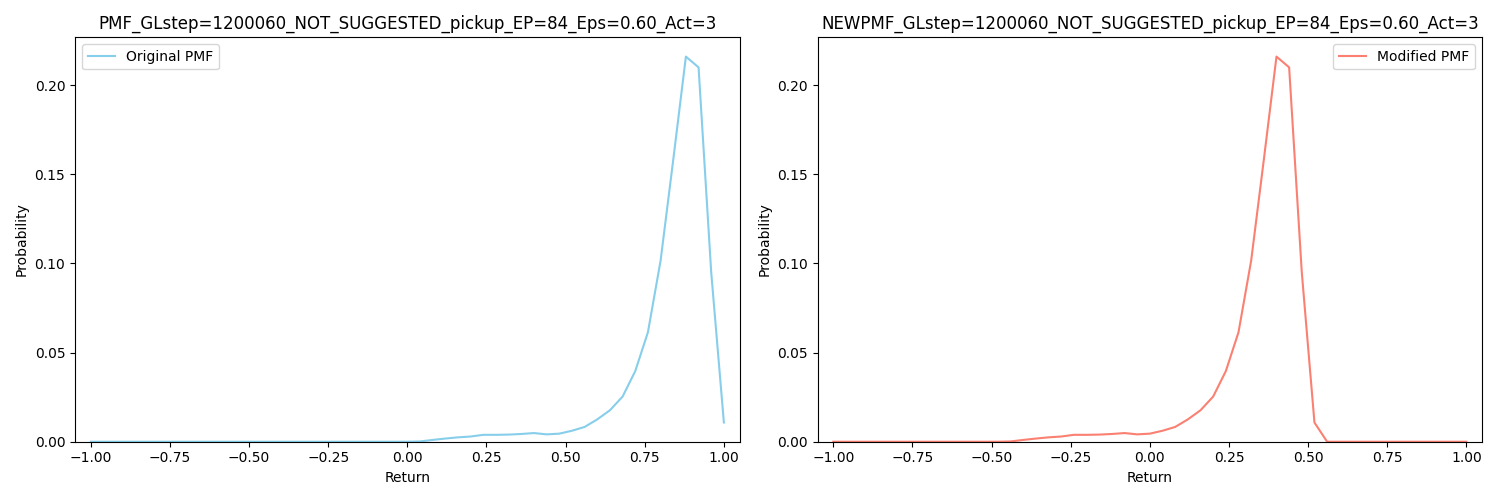 PMF_GLstep=1200060_NOT_SUGGESTED_pickup_EP=84_Eps=0.60_Act=3
Original PMF
0.20
0.15
0.10
0.05
0.00
Probability
−1.00 −0.75 −0.50 −0.25 0.00 0.25 0.50 0.75 1.00
Return
NEWPMF_GLstep=1200060_NOT_SUGGESTED_pickup_EP=84_Eps=0.60_Act=3
Modified PMF
0.20
0.15
0.10
0.05
0.00
Probability
−1.00 −0.75 −0.50 −0.25 0.00 0.25 0.50 0.75 1.00
Return